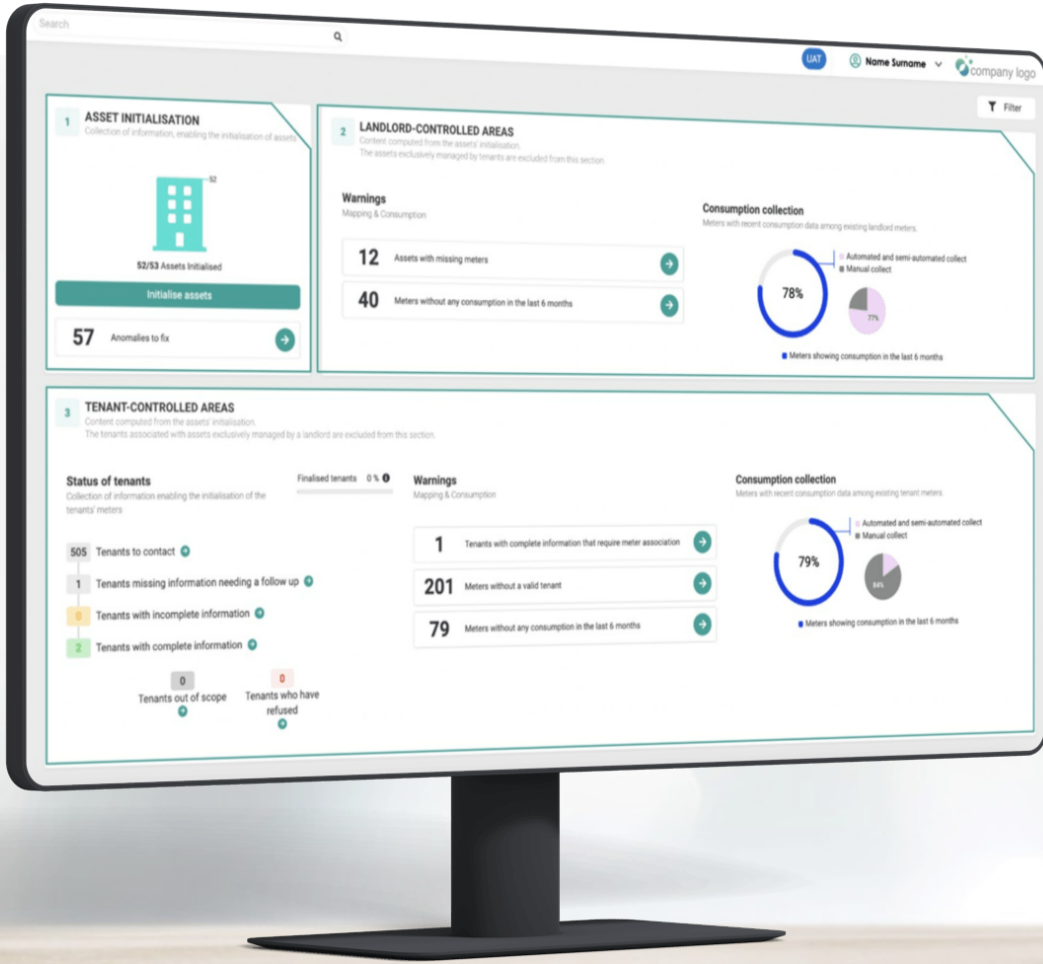 Search
UAT
Name Surname
company logo
Filter
1
ASSET INITIALISATION
Collection of information, enabling the initialisation of assets
52
52/53 Assets Initialised
Initialise assets
57
Anomalies to fix
2
LANDLORD-CONTROLLED AREAS
Content computed from the assets' initialisation.
The assets exclusively managed by tenants are excluded from this section.
Warnings
Mapping & Consumption
12
Assets with missing meters
40
Meters without any consumption in the last 6 months
Consumption collection
Meters with recent consumption data among existing landlord meters.
78%
Automated and semi-automated collect
Manual collect
77%
Meters showing consumption in the last 6 months
3
TENANT-CONTROLLED AREAS
Content computed from the assets' initialisation.
The tenants associated with assets exclusively managed by a landlord are excluded from this section.
Status of tenants
Collection of information enabling the initialisation of the
tenants' meters
Finalised tenants 0 %
505 Tenants to contact
1 Tenants missing information needing a follow up
0 Tenants with incomplete information
2 Tenants with complete information
0
Tenants out of scope
0
Tenants who have
refused
Warnings
Mapping & Consumption
1
Tenants with complete information that require meter association
201
Meters without a valid tenant
79
Meters without any consumption in the last 6 months
Consumption collection
Meters with recent consumption data among existing tenant meters.
79%
Automated and semi-automated collect
Manual collect
84%
Meters showing consumption in the last 6 months